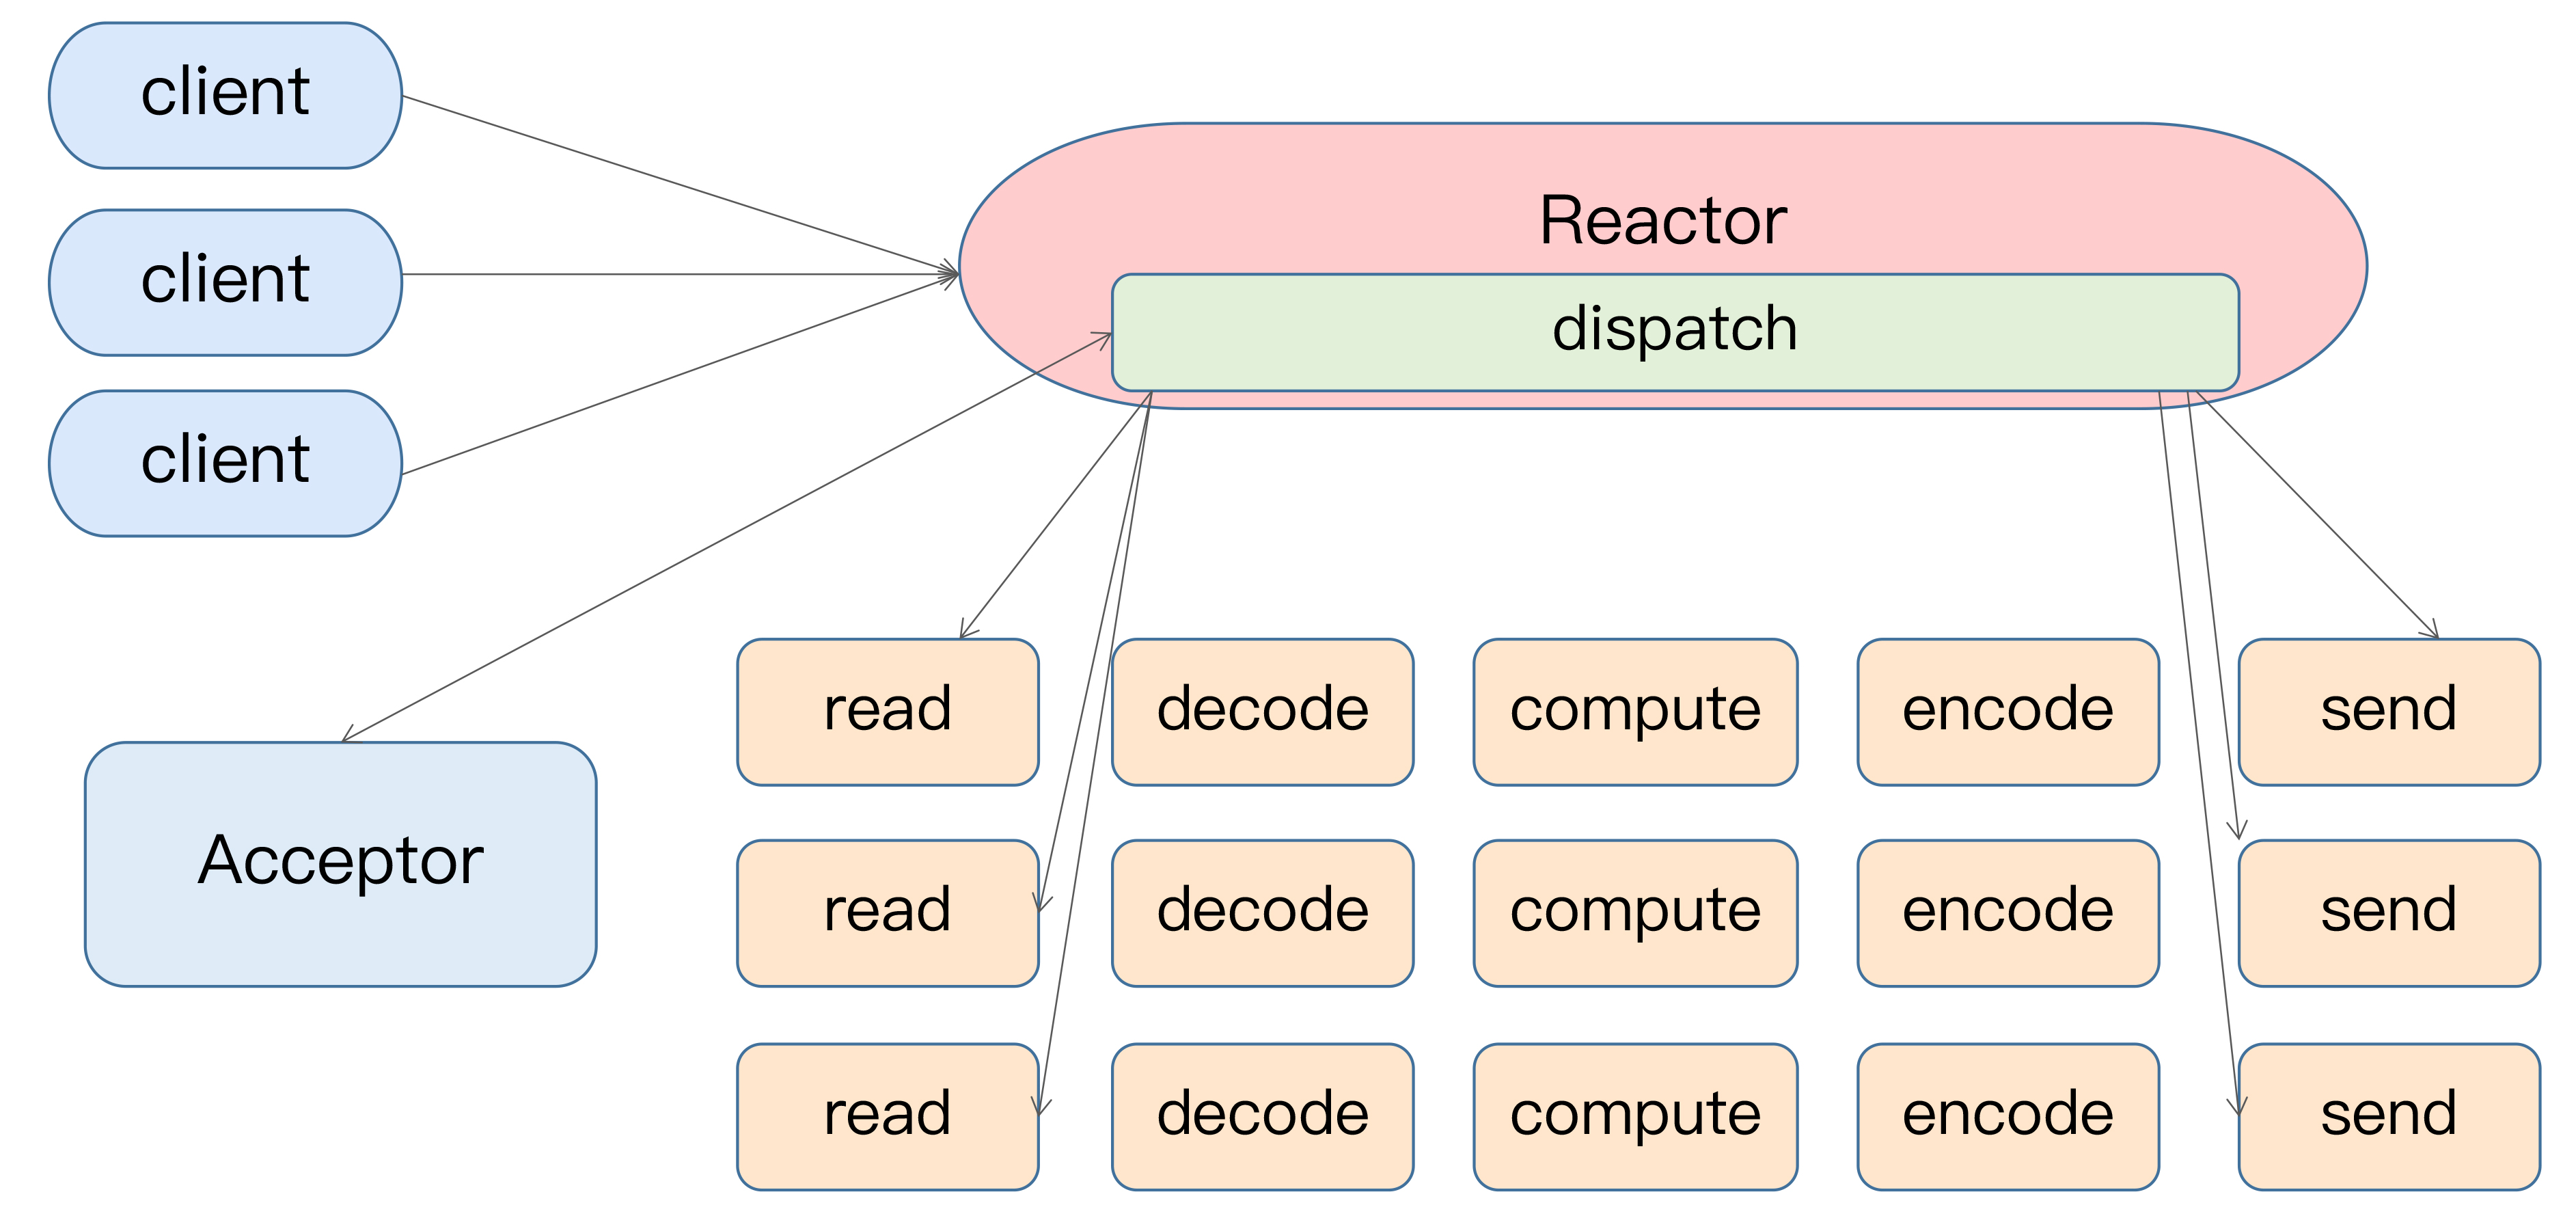 client
client
client
Reactor
dispatch
Acceptor
read decode compute encode send
read decode compute encode send
read decode compute encode send